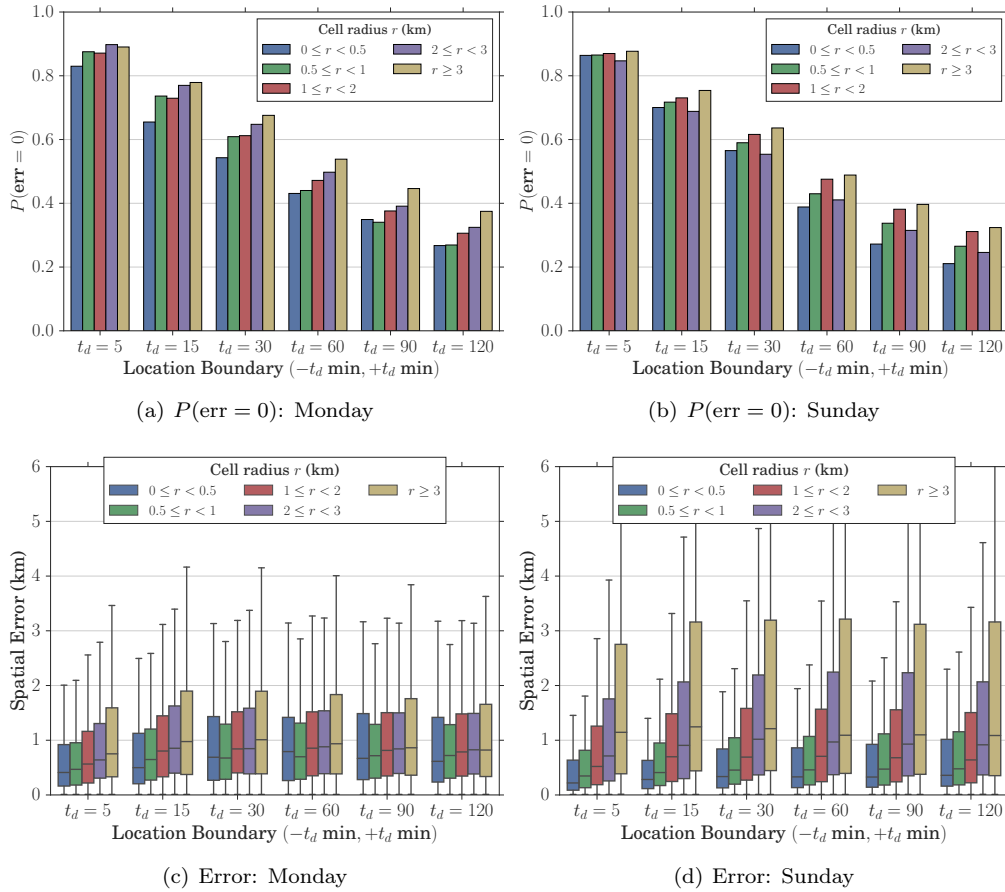 Cell radius r (km)
0 ≤ r < 0.5
2 ≤ r < 3
0.5 ≤ r < 1
r ≥ 3
1 ≤ r < 2
P(err = 0)
1.0
0.8
0.6
0.4
0.2
0.0
t_d = 5
t_d = 15
t_d = 30
t_d = 60
t_d = 90
t_d = 120
Location Boundary (−t_d min, +t_d min)
(a) P(err = 0): Monday
Cell radius r (km)
0 ≤ r < 0.5
2 ≤ r < 3
0.5 ≤ r < 1
r ≥ 3
1 ≤ r < 2
P(err = 0)
1.0
0.8
0.6
0.4
0.2
0.0
t_d = 5
t_d = 15
t_d = 30
t_d = 60
t_d = 90
t_d = 120
Location Boundary (−t_d min, +t_d min)
(b) P(err = 0): Sunday
Cell radius r (km)
0 ≤ r < 0.5
1 ≤ r < 2
r ≥ 3
0.5 ≤ r < 1
2 ≤ r < 3
Spatial Error (km)
6
5
4
3
2
1
0
t_d = 5
t_d = 15
t_d = 30
t_d = 60
t_d = 90
t_d = 120
Location Boundary (−t_d min, +t_d min)
(c) Error: Monday
Cell radius r (km)
0 ≤ r < 0.5
1 ≤ r < 2
r ≥ 3
0.5 ≤ r < 1
2 ≤ r < 3
Spatial Error (km)
6
5
4
3
2
1
0
t_d = 5
t_d = 15
t_d = 30
t_d = 60
t_d = 90
t_d = 120
Location Boundary (−t_d min, +t_d min)
(d) Error: Sunday